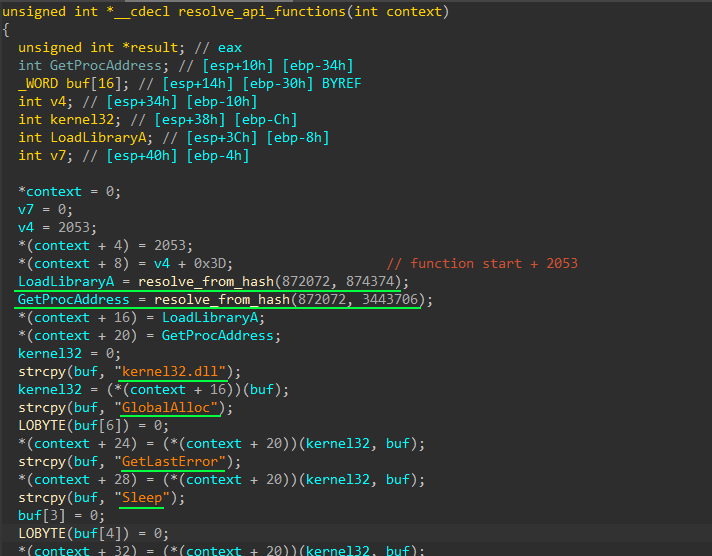 unsigned int *__cdecl resolve_api_functions(int context)
{
unsigned int *result; // eax
int GetProcAddress; // [esp+10h] [ebp-34h]
_WORD buf[16]; // [esp+14h] [ebp-30h] BYREF
int v4; // [esp+34h] [ebp-10h]
int kernel32; // [esp+38h] [ebp-Ch]
int LoadLibraryA; // [esp+3Ch] [ebp-8h]
int v7; // [esp+40h] [ebp-4h]
*context = 0;
v7 = 0;
v4 = 2053;
*(context + 4) = 2053;
*(context + 8) = v4 + 0x3D; // function start + 2053
LoadLibraryA = resolve_from_hash(872072, 874374);
GetProcAddress = resolve_from_hash(872072, 3443706);
*(context + 16) = LoadLibraryA;
*(context + 20) = GetProcAddress;
kernel32 = 0;
strcpy(buf, "kernel32.dll");
kernel32 = (*(context + 16))(buf);
strcpy(buf, "GlobalAlloc");
LOBYTE(buf[6]) = 0;
*(context + 24) = (*(context + 20))(kernel32, buf);
strcpy(buf, "GetLastError");
*(context + 28) = (*(context + 20))(kernel32, buf);
strcpy(buf, "Sleep");
buf[3] = 0;
LOBYTE(buf[4]) = 0;
*(context + 32) = (*(context + 20))(kernel32, buf);